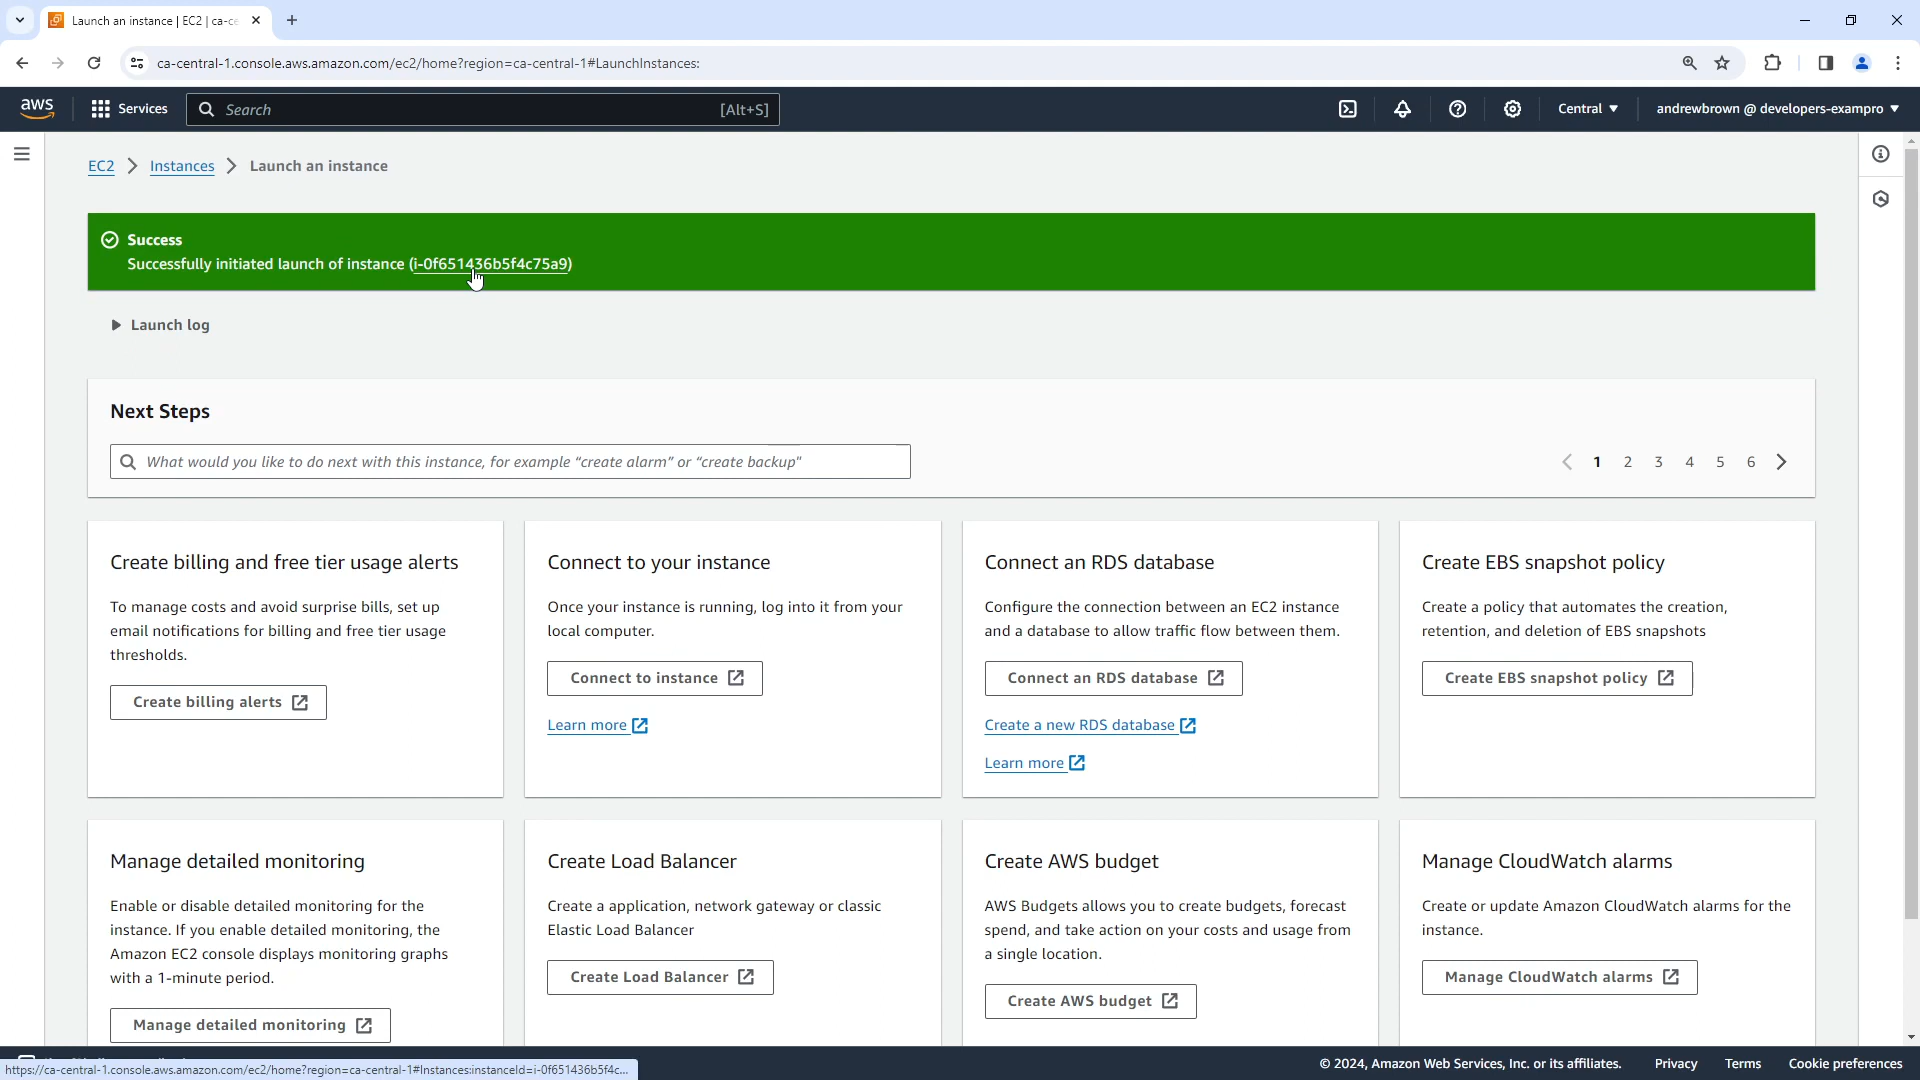 Launch an instance | EC2 | ca-ce
ca-central-1.console.aws.amazon.com/ec2/home?region=ca-central-1#LaunchInstances:
aws
Services
Search
[Alt+S]
Central
andrewbrown @ developers-exampro
EC2 > Instances > Launch an instance
Success
Successfully initiated launch of instance (i-0f651436b5f4c75a9)
Launch log
Next Steps
What would you like to do next with this instance, for example “create alarm” or “create backup”
1 2 3 4 5 6
Create billing and free tier usage alerts
To manage costs and avoid surprise bills, set up
email notifications for billing and free tier usage
thresholds.
Create billing alerts
Connect to your instance
Once your instance is running, log into it from your
local computer.
Connect to instance
Learn more
Connect an RDS database
Configure the connection between an EC2 instance
and a database to allow traffic flow between them.
Connect an RDS database
Create a new RDS database
Learn more
Create EBS snapshot policy
Create a policy that automates the creation,
retention, and deletion of EBS snapshots
Create EBS snapshot policy
Manage detailed monitoring
Enable or disable detailed monitoring for the
instance. If you enable detailed monitoring, the
Amazon EC2 console displays monitoring graphs
with a 1-minute period.
Manage detailed monitoring
Create Load Balancer
Create a application, network gateway or classic
Elastic Load Balancer
Create Load Balancer
Create AWS budget
AWS Budgets allows you to create budgets, forecast
spend, and take action on your costs and usage from
a single location.
Create AWS budget
Manage CloudWatch alarms
Create or update Amazon CloudWatch alarms for the
instance.
Manage CloudWatch alarms
https://ca-central-1.console.aws.amazon.com/ec2/home?region=ca-central-1#Instances:instanceId=i-0f651436b5f4c...
© 2024, Amazon Web Services, Inc. or its affiliates.
Privacy
Terms
Cookie preferences